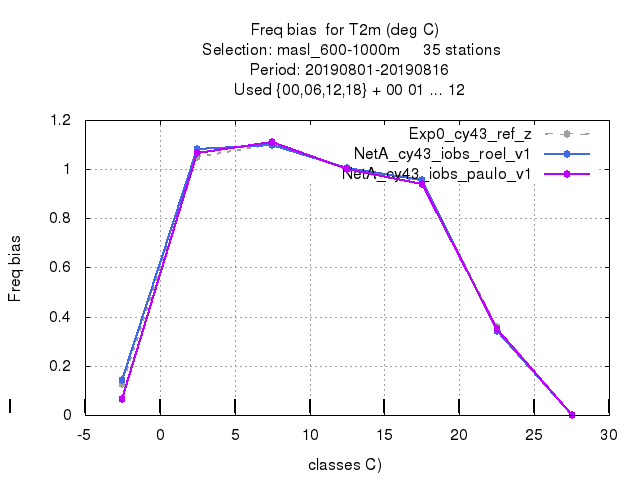 Freq bias for T2m (deg C)
Selection: masl_600-1000m 35 stations
Period: 20190801-20190816
Used {00,06,12,18} + 00 01 ... 12
1.2
1
0.8
0.6
0.4
0.2
0
Freq bias
Exp0_cy43_ref_z
NetA_cy43_iobs_roel_v1
NetA_cy43_iobs_paulo_v1
-5 0 5 10 15 20 25 30
classes C)